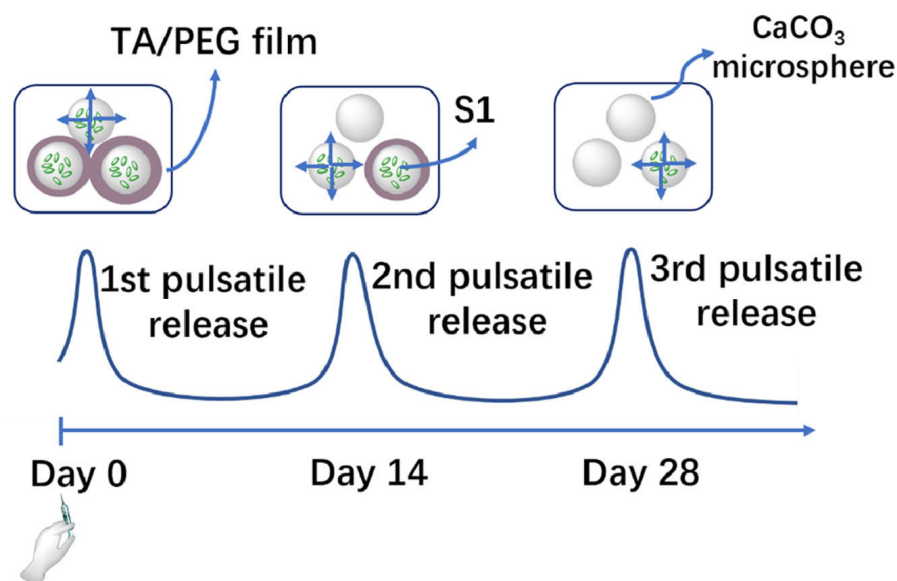 TA/PEG film
CaCO₃
microsphere
S1
1st pulsatile
release
2nd pulsatile
release
3rd pulsatile
release
Day 0
Day 14
Day 28